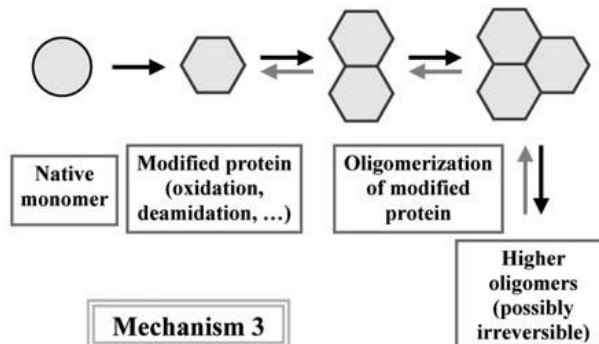 Native
monomer
Modified protein
(oxidation,
deamidation, …)
Oligomerization
of modified
protein
Higher
oligomers
(possibly
irreversible)
Mechanism 3